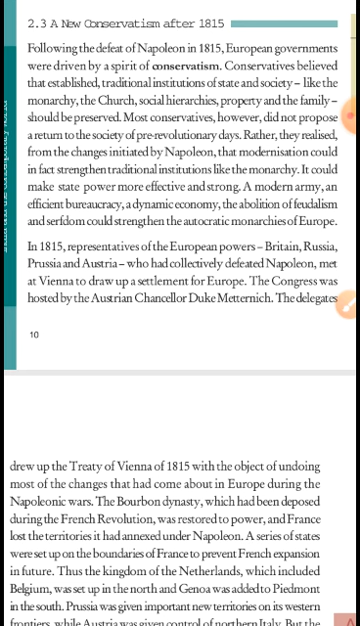 2.3 A New Conservatism after 1815
Following the defeat of Napoleon in 1815, European governments
were driven by a spirit of conservatism. Conservatives believed
that established, traditional institutions of state and society – like the
monarchy, the Church, social hierarchies, property and the family –
should be preserved. Most conservatives, however, did not propose
a return to the society of pre-revolutionary days. Rather, they realised,
from the changes initiated by Napoleon, that modernisation could
in fact strengthen traditional institutions like the monarchy. It could
make state power more effective and strong. A modern army, an
efficient bureaucracy, a dynamic economy, the abolition of feudalism
and serfdom could strengthen the autocratic monarchies of Europe.
In 1815, representatives of the European powers – Britain, Russia,
Prussia and Austria – who had collectively defeated Napoleon, met
at Vienna to draw up a settlement for Europe. The Congress was
hosted by the Austrian Chancellor Duke Metternich. The delegates
10
drew up the Treaty of Vienna of 1815 with the object of undoing
most of the changes that had come about in Europe during the
Napoleonic wars. The Bourbon dynasty, which had been deposed
during the French Revolution, was restored to power, and France
lost the territories it had annexed under Napoleon. A series of states
were set up on the boundaries of France to prevent French expansion
in future. Thus the kingdom of the Netherlands, which included
Belgium, was set up in the north and Genoa was added to Piedmont
in the south. Prussia was given important new territories on its western
frontiers, while Austria was given control of northern Italy. But the